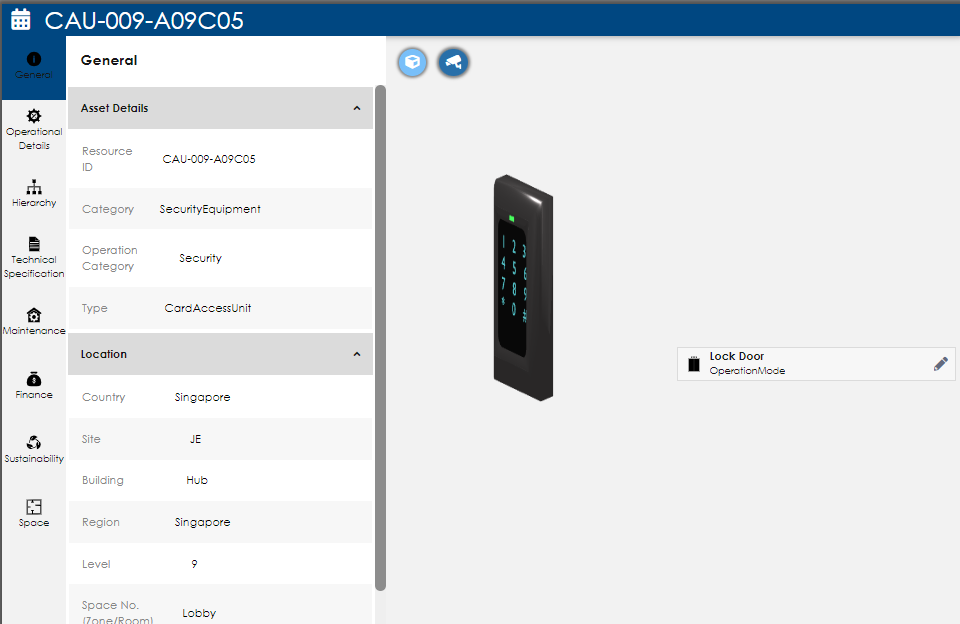 CAU-009-A09C05
General
Operational
Details
Hierarchy
Technical
Specification
Maintenance
Finance
Sustainability
Space
General
Asset Details
Resource
ID
CAU-009-A09C05
Category SecurityEquipment
Operation
Category
Security
Type CardAccessUnit
Location
Country Singapore
Site JE
Building Hub
Region Singapore
Level 9
Space No.
(Zone/Room)
Lobby
1 2 3
4 5 6
7 8 9
* 0 #
Lock Door
OperationMode